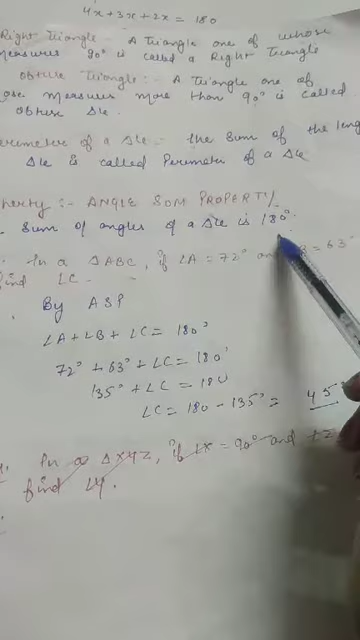 4x+3x+2x = 180
Right Triangle - A Triangle one of whose
measures 90° is called a Right Triangle
obtuse Triangle :- A Triangle one of
whose measures more than 90° is called
obtuse Δle.
Perimeter of a Δle - the sum of the leng
Δle is called Perimeter of a Δle
Property :- ANGLE SUM PROPERTY
Sum of angles of a Δle is 180°.
In a ΔABC, if ∠A = 72° and = 63°
find ∠C.
By ASP
∠A+∠B+∠C = 180°
72° + 63° + ∠C = 180°
135° + ∠C = 180
∠C = 180 - 135° = 45
In a ΔXYZ, if ∠X = 90° and
find ∠Y.